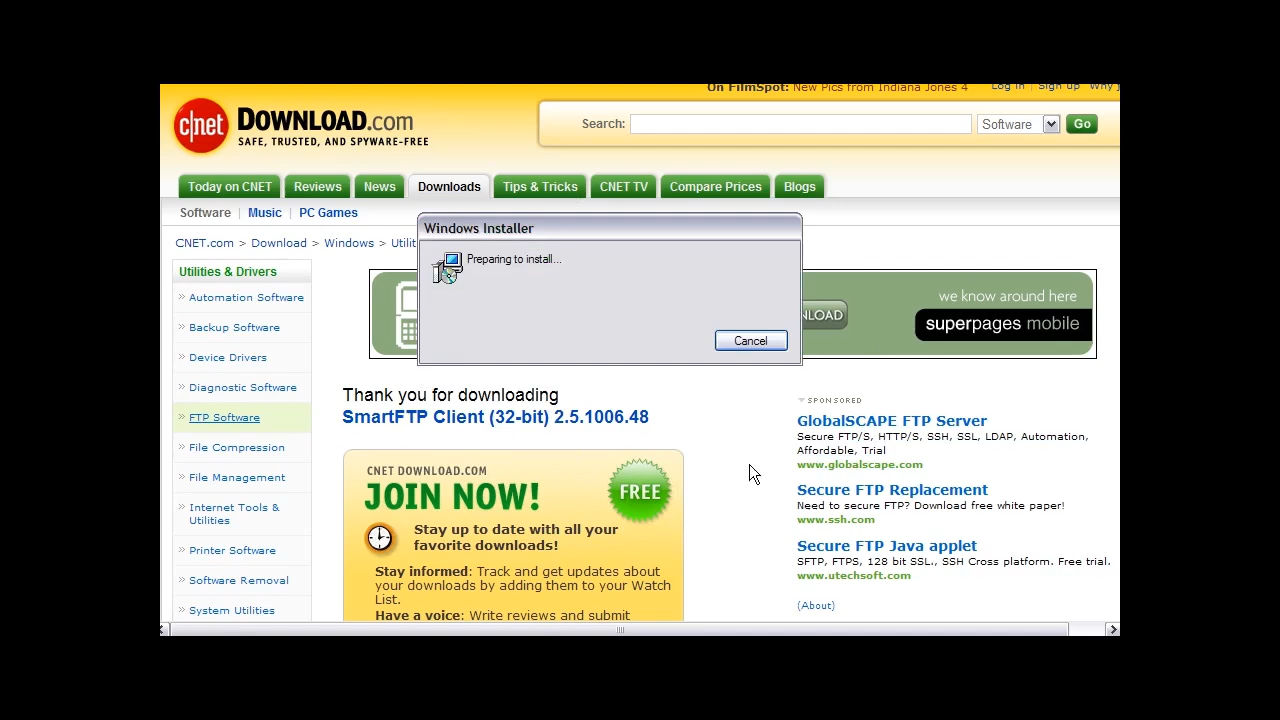 On FilmSpot: New Pics from Indiana Jones 4
Log In | Sign up Why
c|net DOWNLOAD.com
SAFE, TRUSTED, AND SPYWARE-FREE
Search: Software Go
Today on CNET Reviews News Downloads Tips & Tricks CNET TV Compare Prices Blogs
Software | Music | PC Games
CNET.com > Download > Windows > Utilit
Windows Installer
Preparing to install...
Cancel
Utilities & Drivers
Automation Software
Backup Software
Device Drivers
Diagnostic Software
FTP Software
File Compression
File Management
Internet Tools &
Utilities
Printer Software
Software Removal
System Utilities
NLOAD
we know around here
superpages mobile
Thank you for downloading
SmartFTP Client (32-bit) 2.5.1006.48
CNET DOWNLOAD.COM
JOIN NOW!
FREE
Stay up to date with all your
favorite downloads!
Stay informed: Track and get updates about
your downloads by adding them to your Watch
List.
Have a voice: Write reviews and submit
SPONSORED
GlobalSCAPE FTP Server
Secure FTP/S, HTTP/S, SSH, SSL, LDAP, Automation,
Affordable, Trial
www.globalscape.com
Secure FTP Replacement
Need to secure FTP? Download free white paper!
www.ssh.com
Secure FTP Java applet
SFTP, FTPS, 128 bit SSL., SSH Cross platform. Free trial.
www.utechsoft.com
(About)